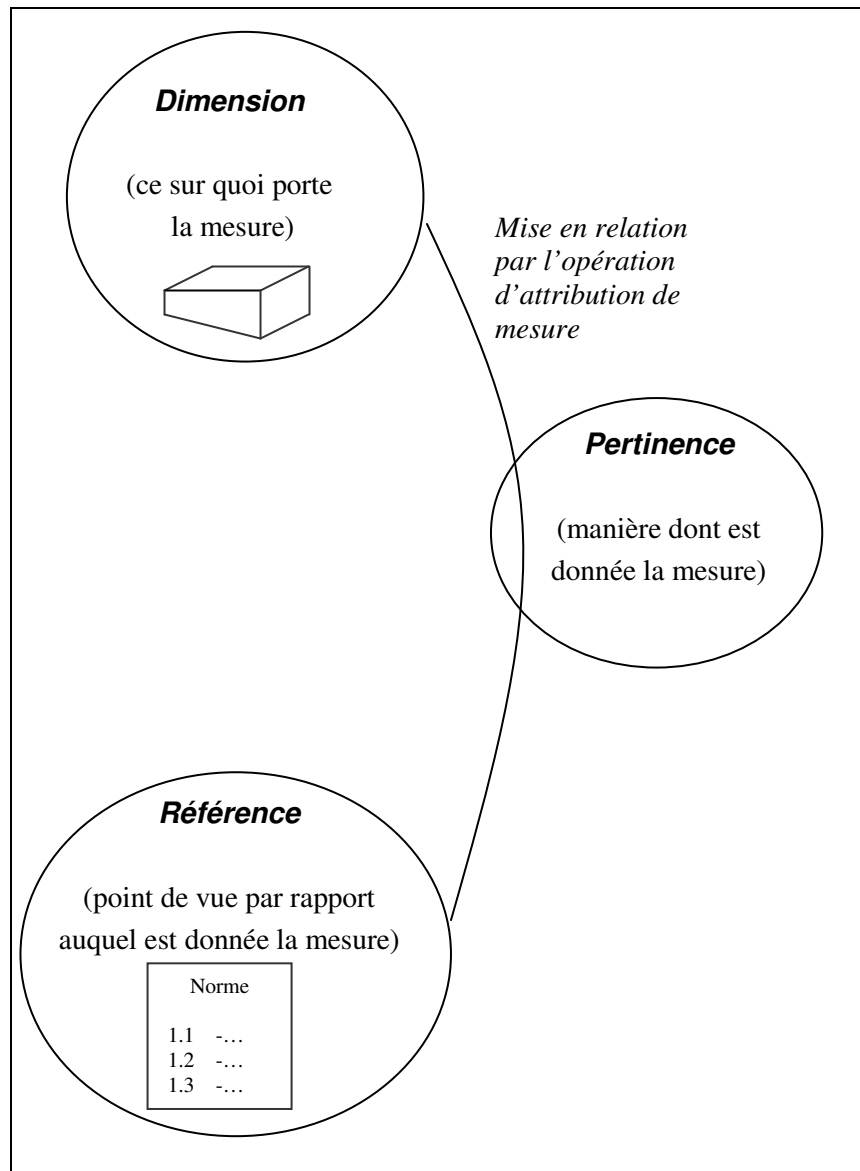 Dimension
(ce sur quoi porte
la mesure)
Mise en relation
par l’opération
d’attribution de
mesure
Pertinence
(manière dont est
donnée la mesure)
Référence
(point de vue par rapport
auquel est donnée la mesure)
Norme
1.1 -…
1.2 -…
1.3 -…